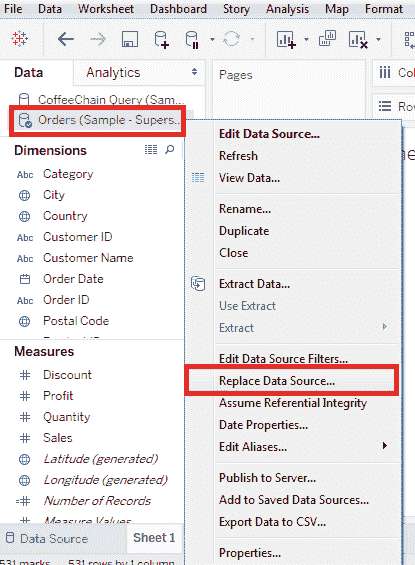 File Data Worksheet Dashboard Story Analysis Map Format
Data Analytics
Pages
CoffeeChain Query (Sam...
Orders (Sample - Supers...
Dimensions
Abc Category
City
Country
Abc Customer ID
Abc Customer Name
Order Date
Abc Order ID
Postal Code
Measures
Discount
Profit
Quantity
Sales
Latitude (generated)
Longitude (generated)
Number of Records
Measure Values
Data Source
Sheet 1
531 marks 531 rows by 1 column
Edit Data Source...
Refresh
View Data...
Rename...
Duplicate
Close
Extract Data...
Use Extract
Extract
Edit Data Source Filters...
Replace Data Source...
Assume Referential Integrity
Date Properties...
Edit Aliases...
Publish to Server...
Add to Saved Data Sources...
Export Data to CSV...
Properties...